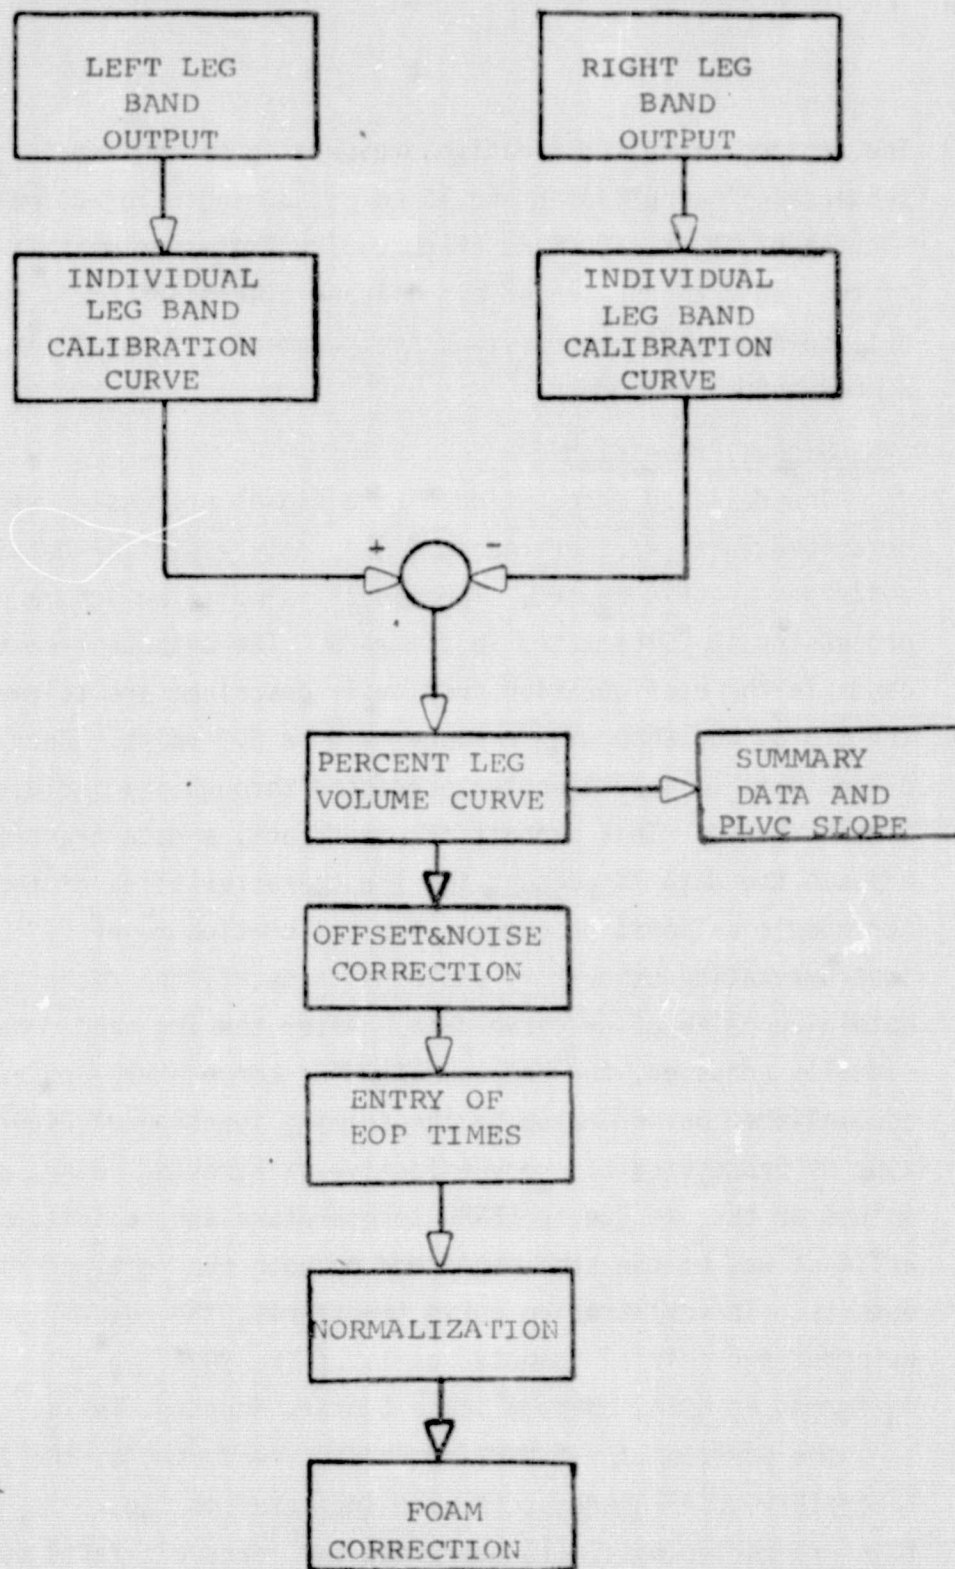 LEFT LEG
BAND
OUTPUT
RIGHT LEG
BAND
OUTPUT
INDIVIDUAL
LEG BAND
CALIBRATION
CURVE
INDIVIDUAL
LEG BAND
CALIBRATION
CURVE
+
-
PERCENT LEG
VOLUME CURVE
SUMMARY
DATA AND
PLVC SLOPE
OFFSET&NOISE
CORRECTION
ENTRY OF
EOP TIMES
NORMALIZATION
FOAM
CORRECTION